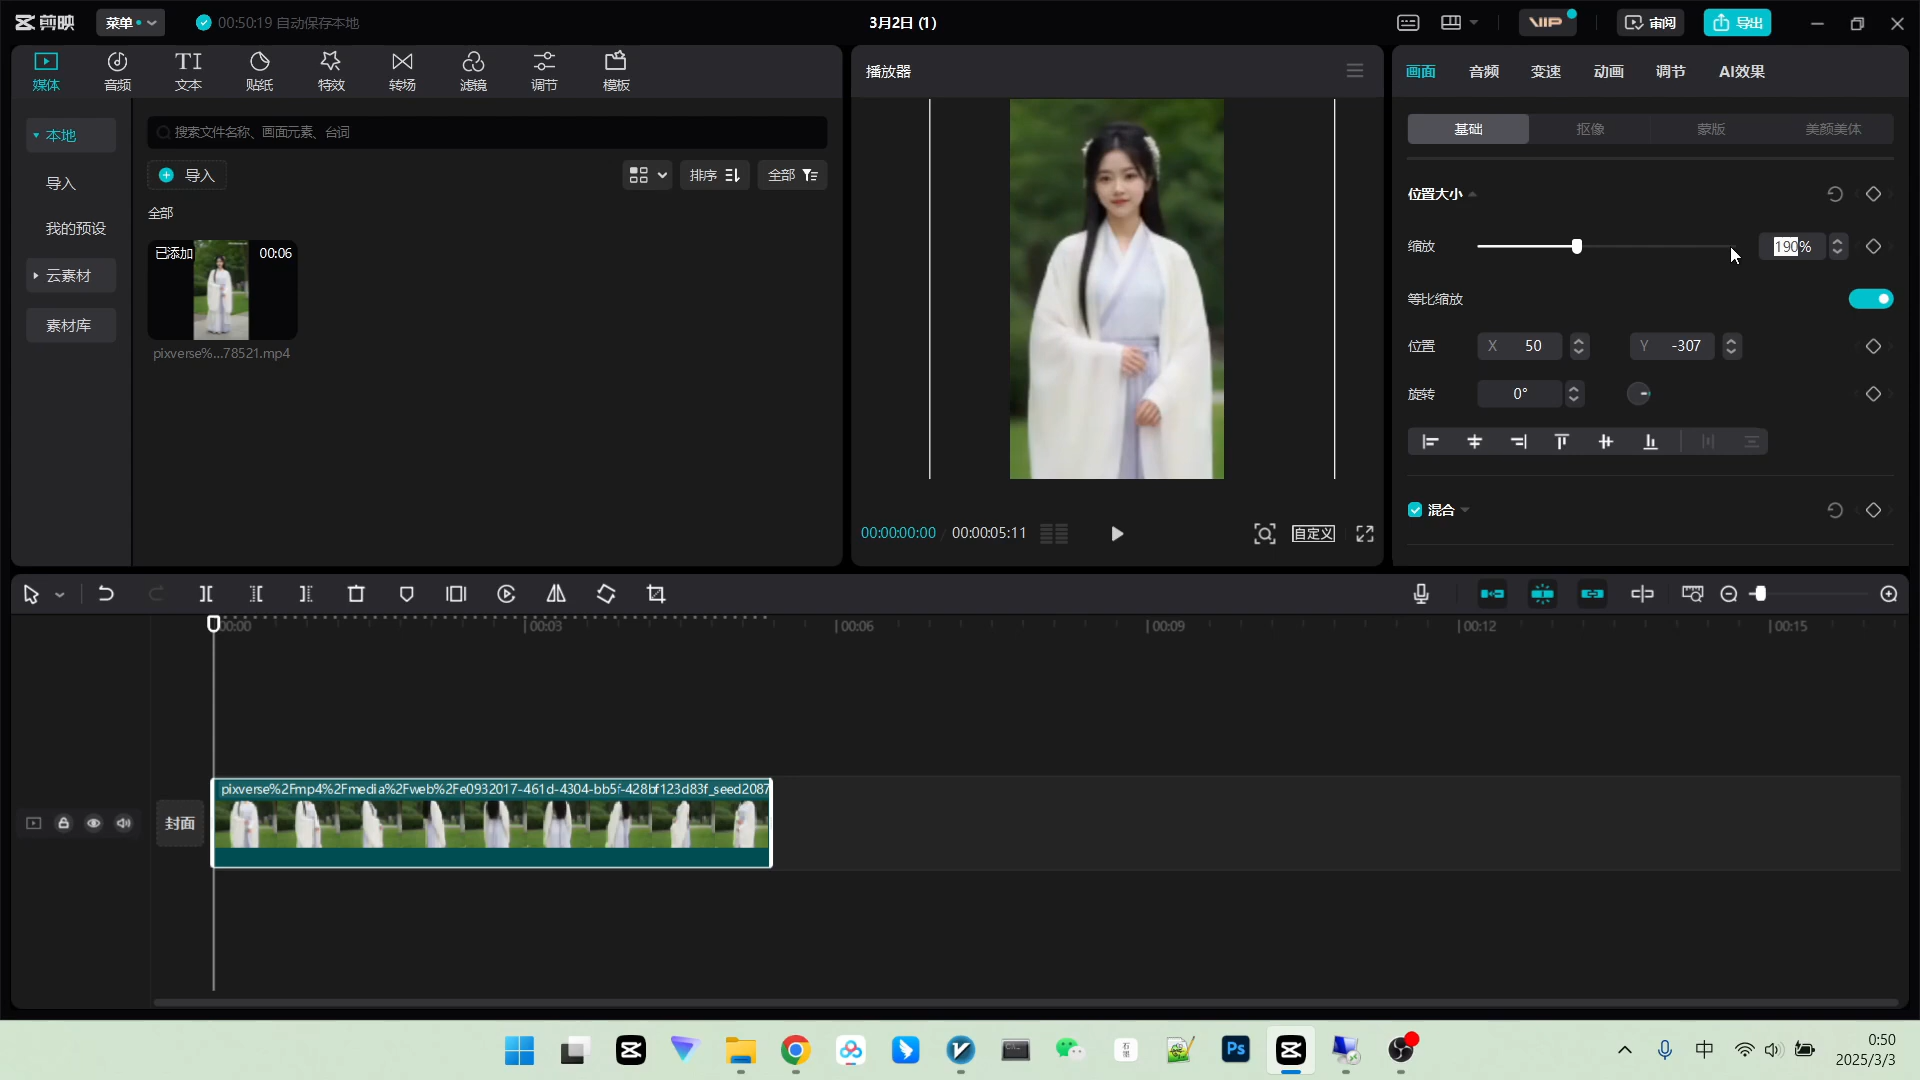 剪映
菜单
00:50:19 自动保存本地
3月2日 (1)
VIP
审阅
导出
媒体
音频
文本
贴纸
特效
转场
滤镜
调节
模板
本地
导入
我的预设
云素材
素材库
搜索文件名称、画面元素、台词
导入
排序
全部
全部
已添加
00:06
pixverse%...78521.mp4
播放器
00:00:00:00 / 00:00:05:11
自定义
画面
音频
变速
动画
调节
AI效果
基础
抠像
蒙版
美颜美体
位置大小
缩放
190%
等比缩放
位置
X 50
Y -307
旋转
0°
混合
00:00
00:03
00:06
00:09
00:12
00:15
封面
pixverse%2Fmp4%2Fmedia%2Fweb%2Fe0932017-461d-4304-bb5f-428bf123d83f_seed2087
Ps
中
0:50
2025/3/3